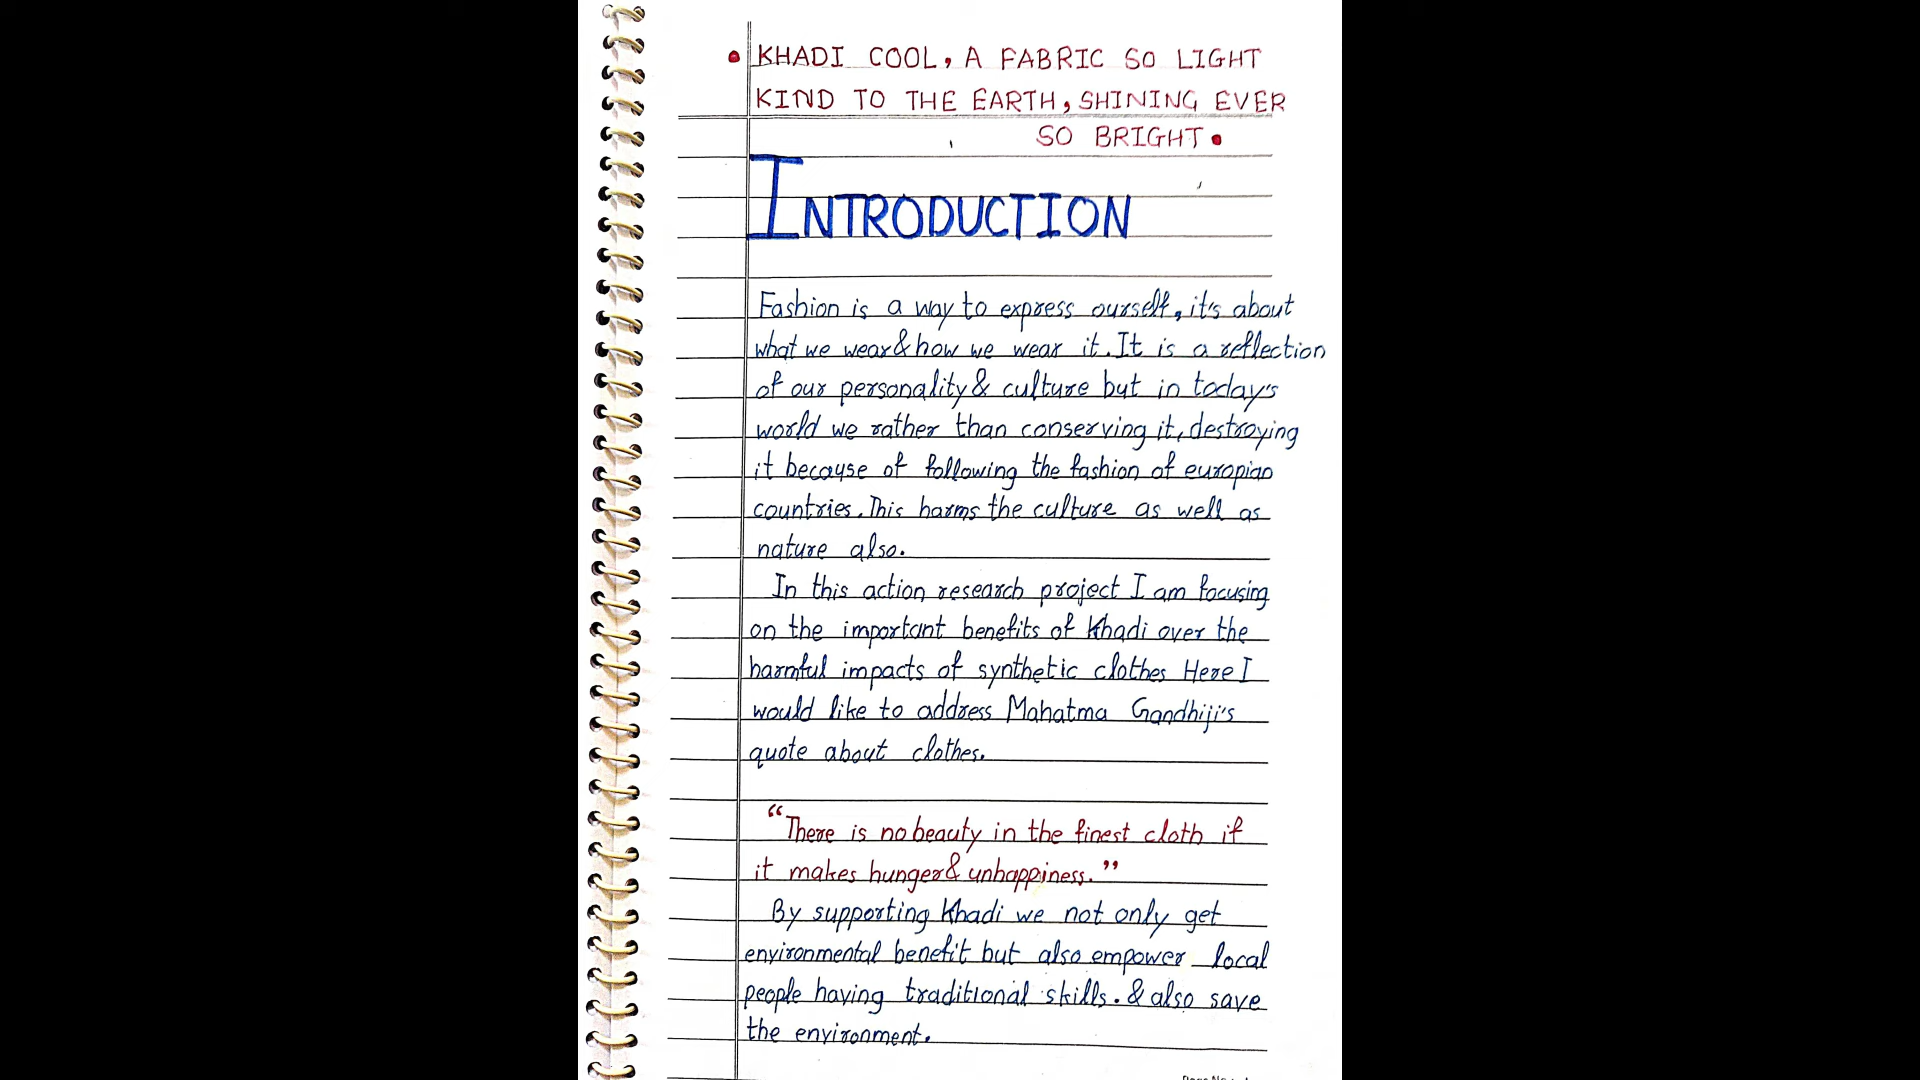 • KHADI COOL, A FABRIC SO LIGHT
KIND TO THE EARTH, SHINING EVER
SO BRIGHT •
INTRODUCTION
Fashion is a way to express ourself, it's about
what we wear & how we wear it. It is a reflection
of our personality & culture but in today's
world we rather than conserving it, destroying
it because of following the fashion of europian
countries. This harms the culture as well as
nature also.
In this action research project I am focusing
on the important benefits of Khadi over the
harmful impacts of synthetic clothes Here I
would like to address Mahatma Gandhiji's
quote about clothes.
“There is no beauty in the finest cloth if
it makes hunger & unhappiness.”
By supporting Khadi we not only get
environmental benefit but also empower local
people having traditional skills. & also save
the environment.